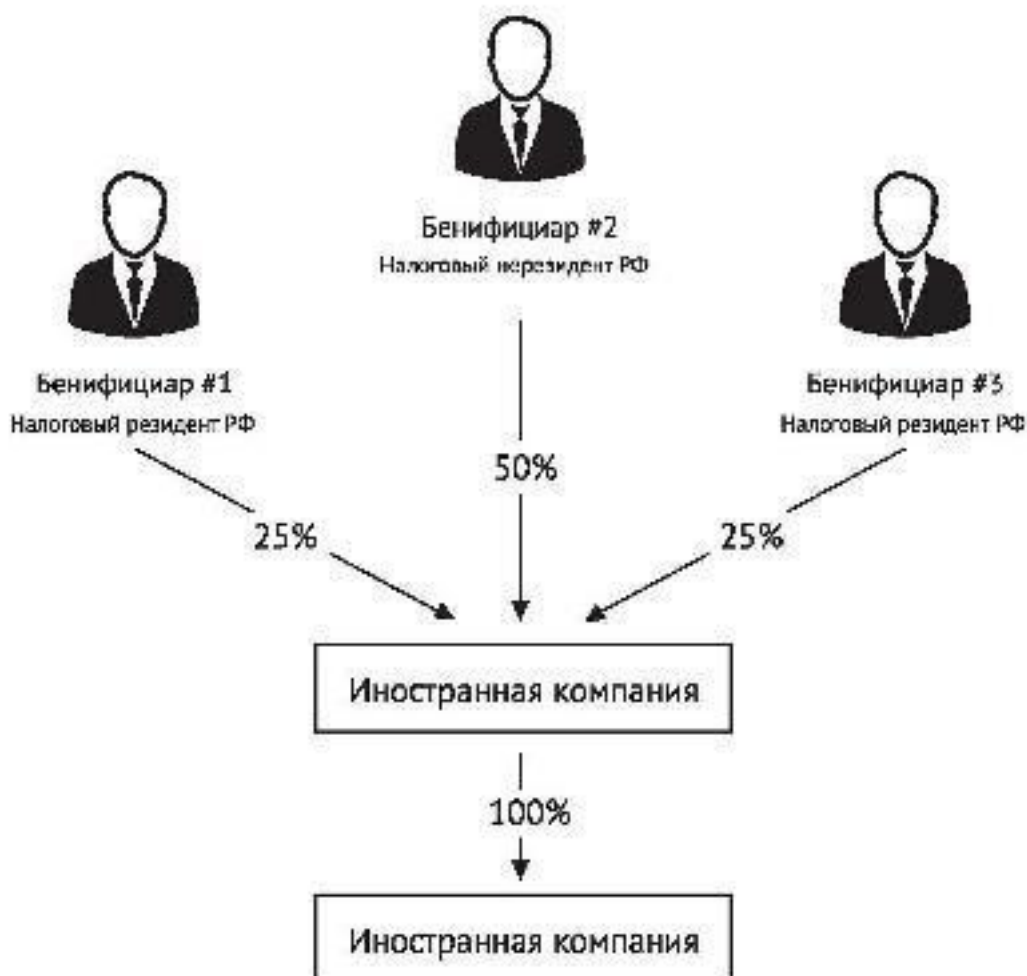 Бенифициар #2
Налоговый нерезидент РФ
Бенифициар #1
Налоговый резидент РФ
Бенифициар #3
Налоговый резидент РФ
50%
25%
25%
Иностранная компания
100%
Иностранная компания